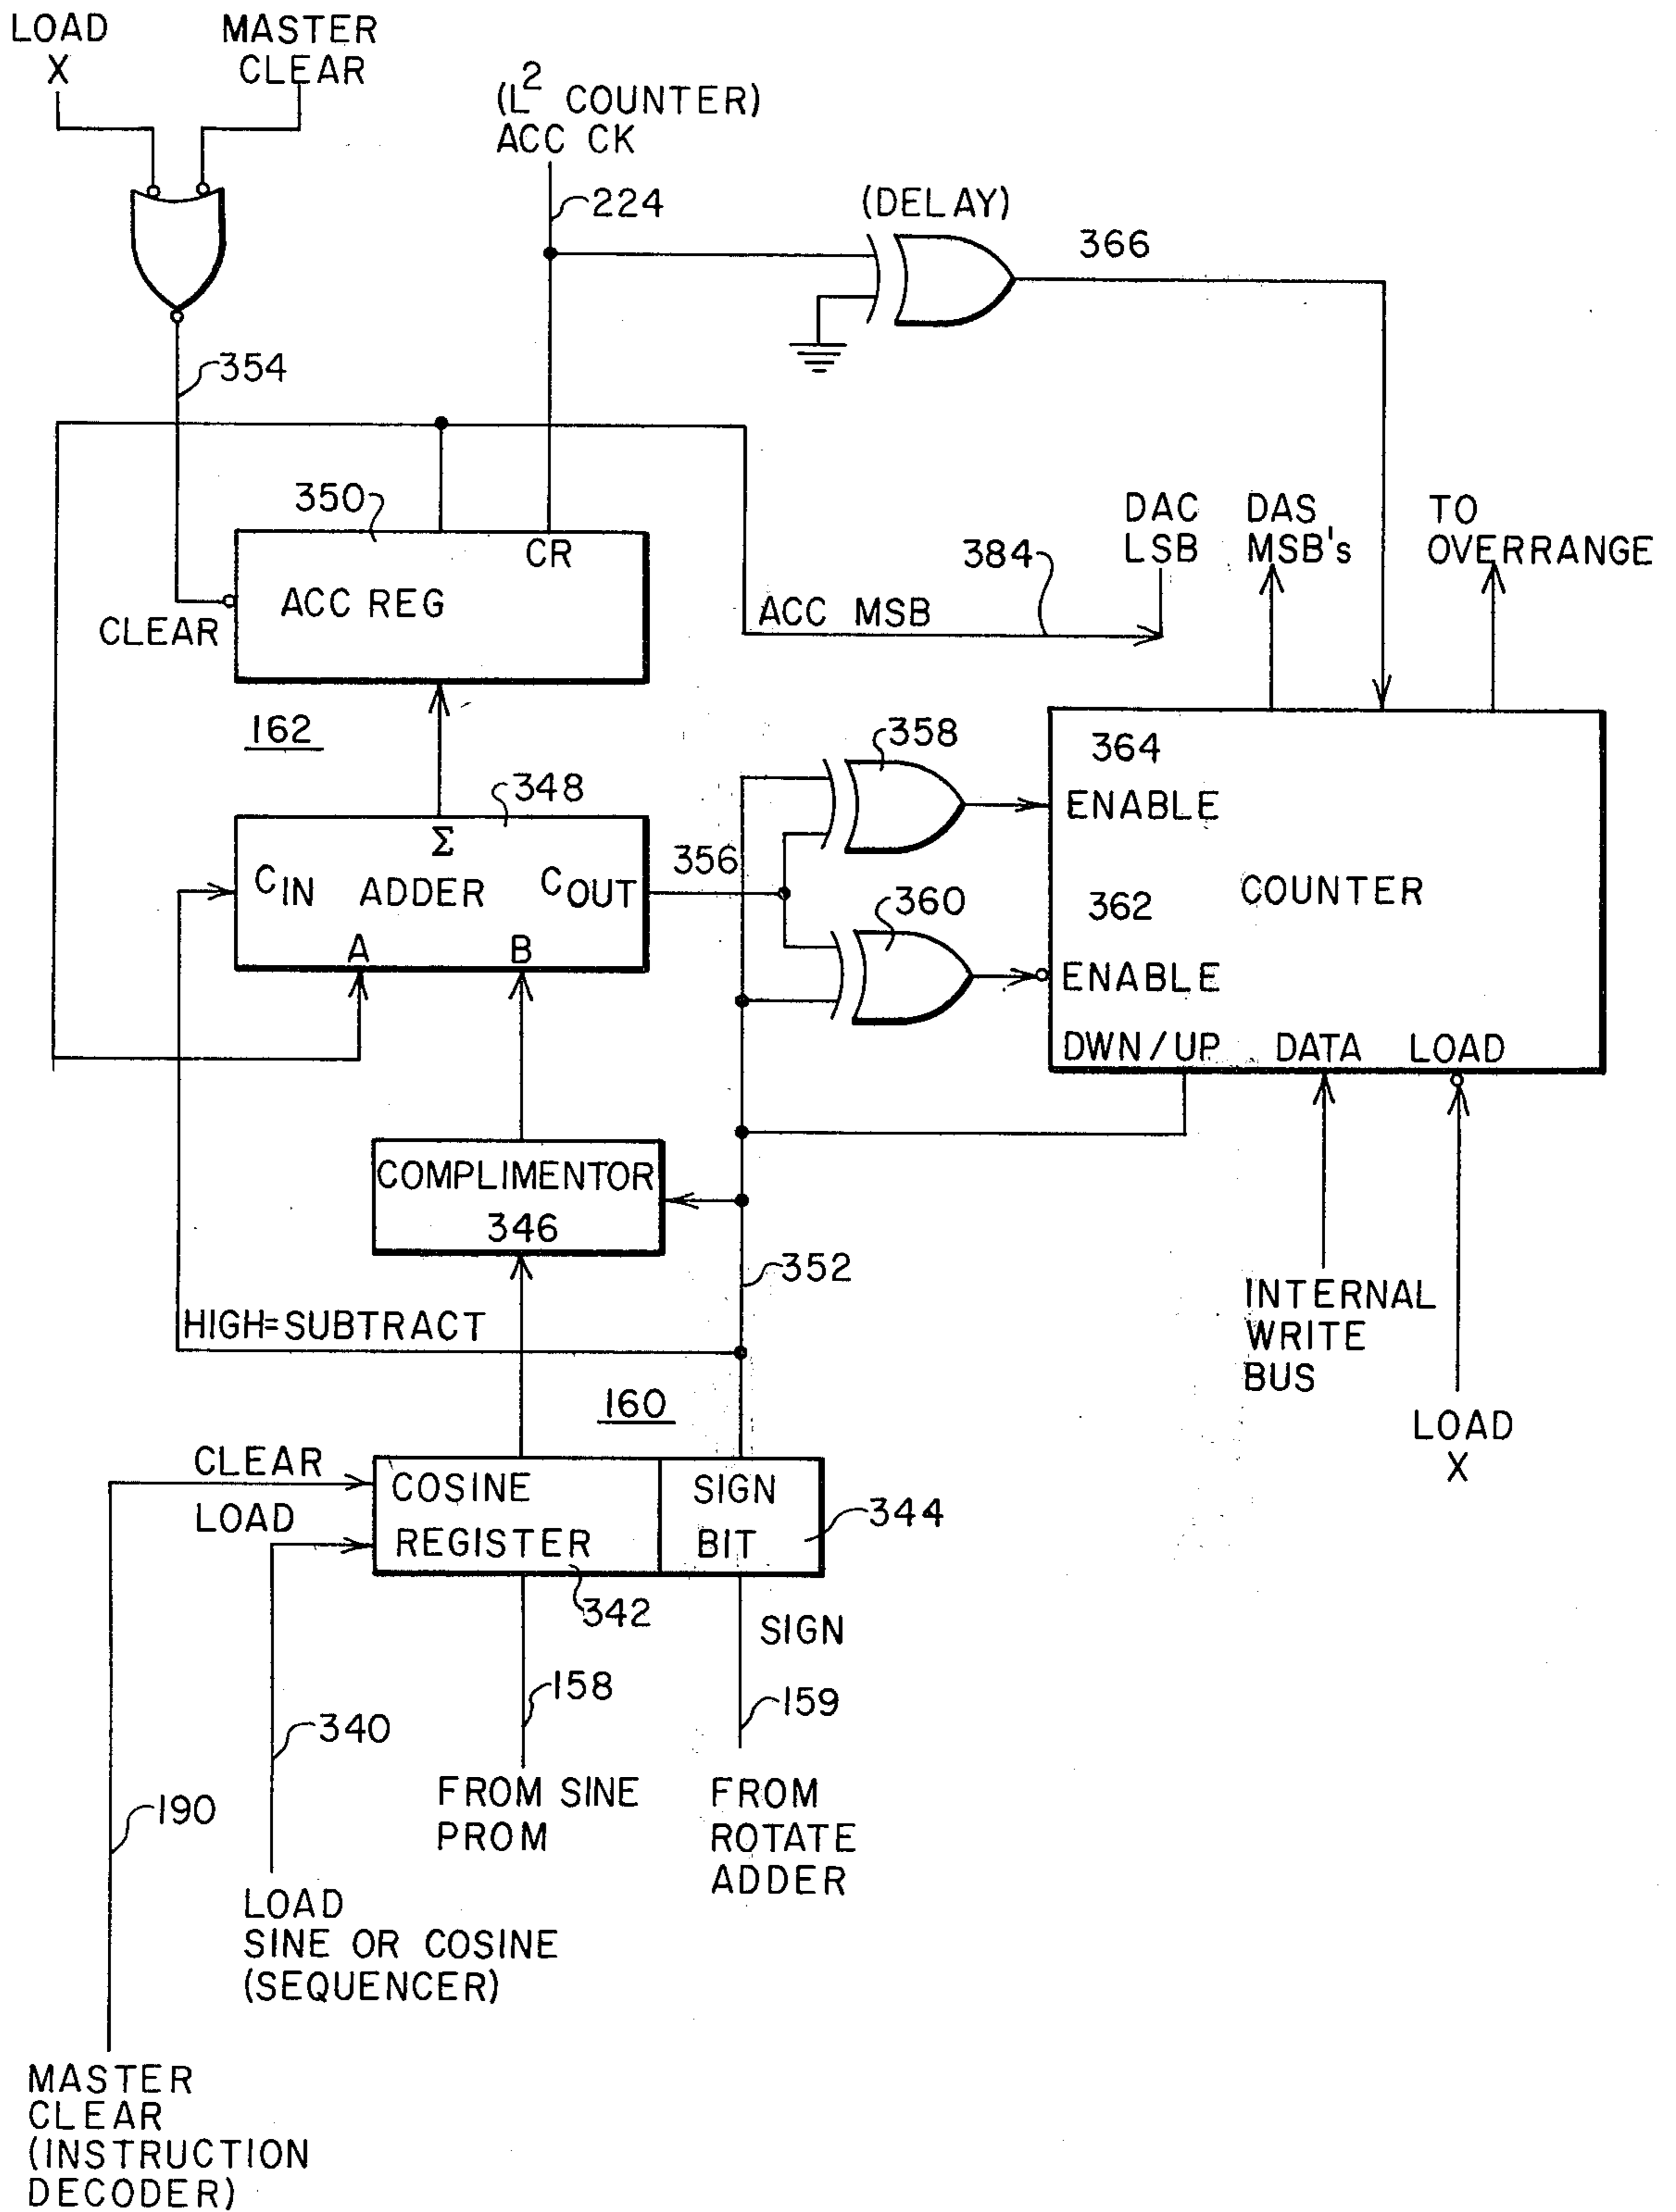 LOAD
X
MASTER
CLEAR
(L² COUNTER)
ACC CK
224
(DELAY)
366
354
350
CR
ACC REG
CLEAR
384
ACC MSB
DAC
LSB
DAS
MSB's
TO
OVERRANGE
162
348
Σ
CIN
ADDER
COUT
A
B
356
358
360
364
ENABLE
COUNTER
362
ENABLE
DWN/UP
DATA
LOAD
COMPLIMENTOR
346
352
HIGH=SUBTRACT
INTERNAL
WRITE
BUS
LOAD
X
160
CLEAR
LOAD
COSINE
REGISTER
SIGN
BIT
344
342
SIGN
158
159
340
190
FROM SINE
PROM
FROM
ROTATE
ADDER
LOAD
SINE OR COSINE
(SEQUENCER)
MASTER
CLEAR
(INSTRUCTION
DECODER)